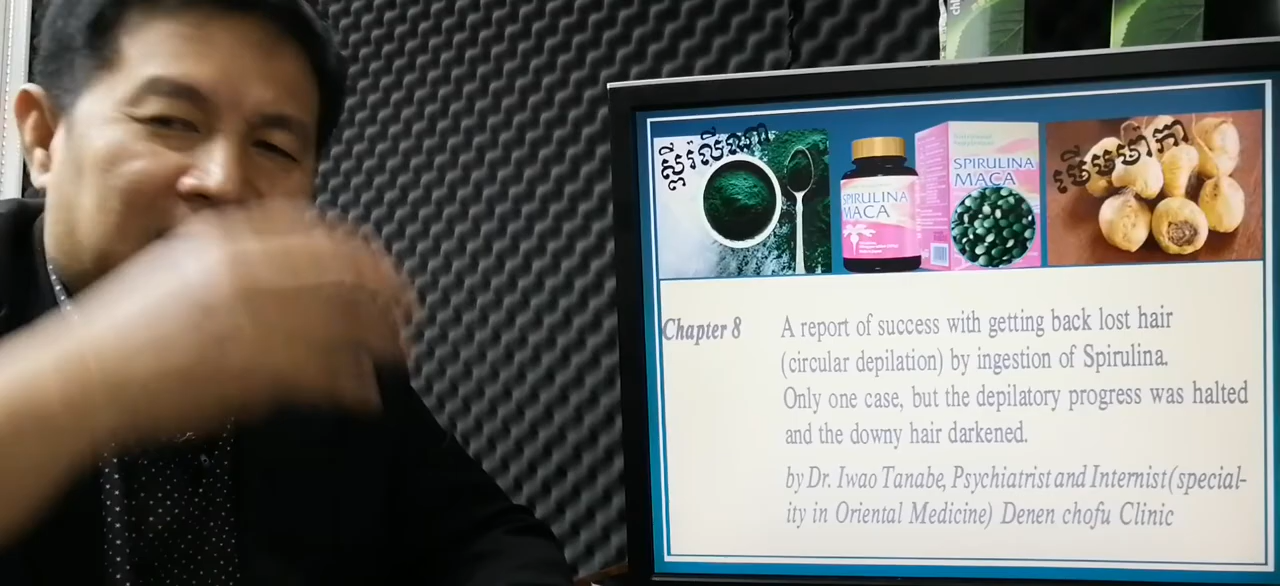 chl
ស្ពីរូលីណា
SPIRULINA
MACA
SPIRULINA
MACA
មើមម៉ាកា
Chapter 8
A report of success with getting back lost hair
(circular depilation) by ingestion of Spirulina.
Only one case, but the depilatory progress was halted
and the downy hair darkened.
by Dr. Iwao Tanabe, Psychiatrist and Internist (special-
ity in Oriental Medicine) Denen chofu Clinic